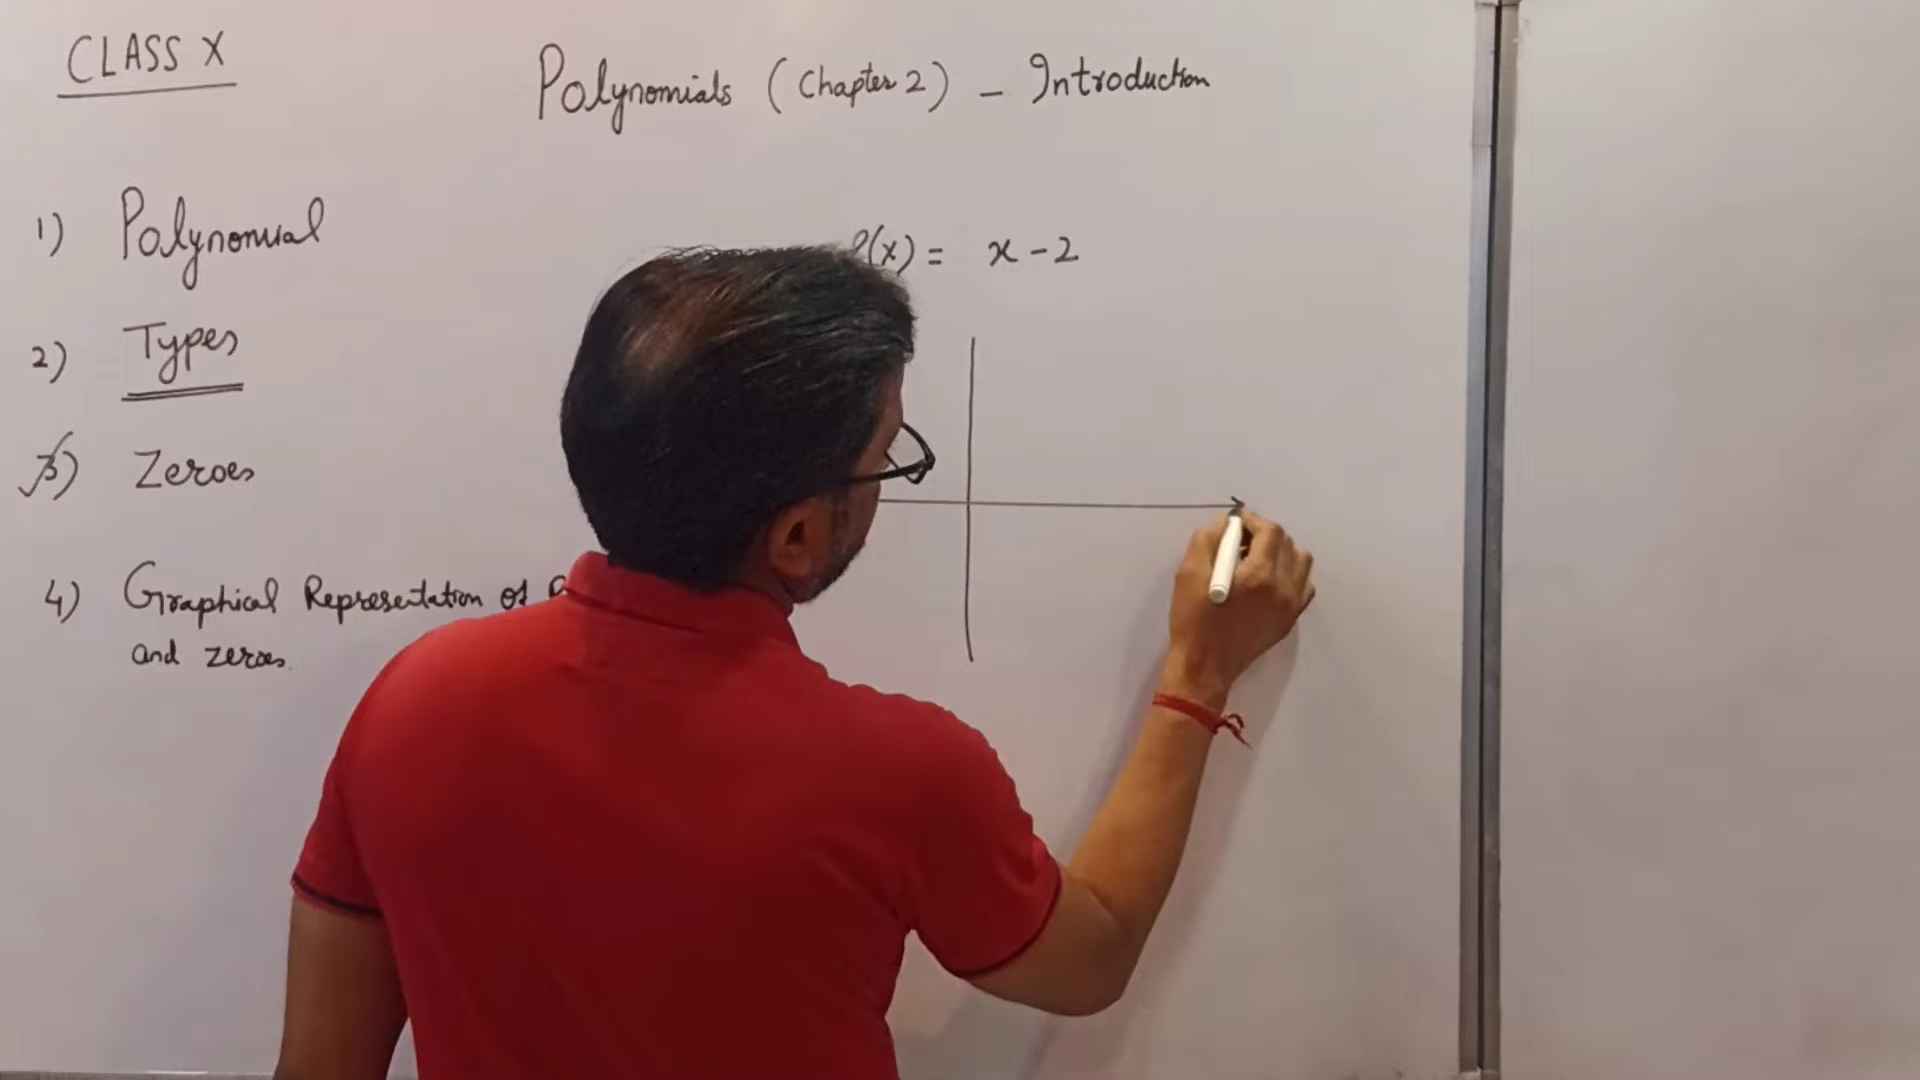 CLASS X
Polynomials (Chapter 2) - Introduction
1) Polynomial
P(x) = x - 2
2) Types
3) Zeroes
4) Graphical Representation of
and zeroes.